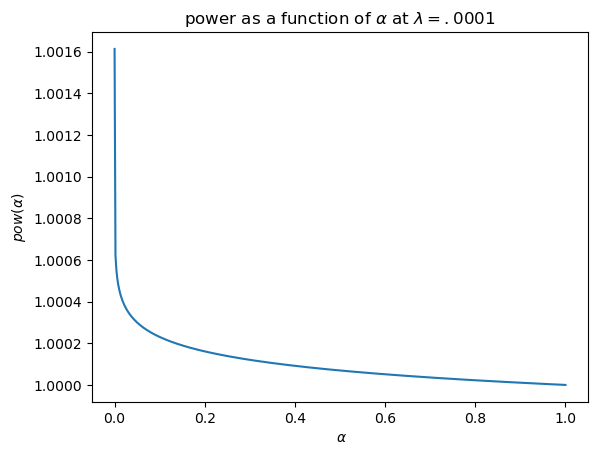 power as a function of α at λ = .0001
1.0016
1.0014
1.0012
1.0010
1.0008
1.0006
1.0004
1.0002
1.0000
pow(α)
0.0 0.2 0.4 0.6 0.8 1.0
α